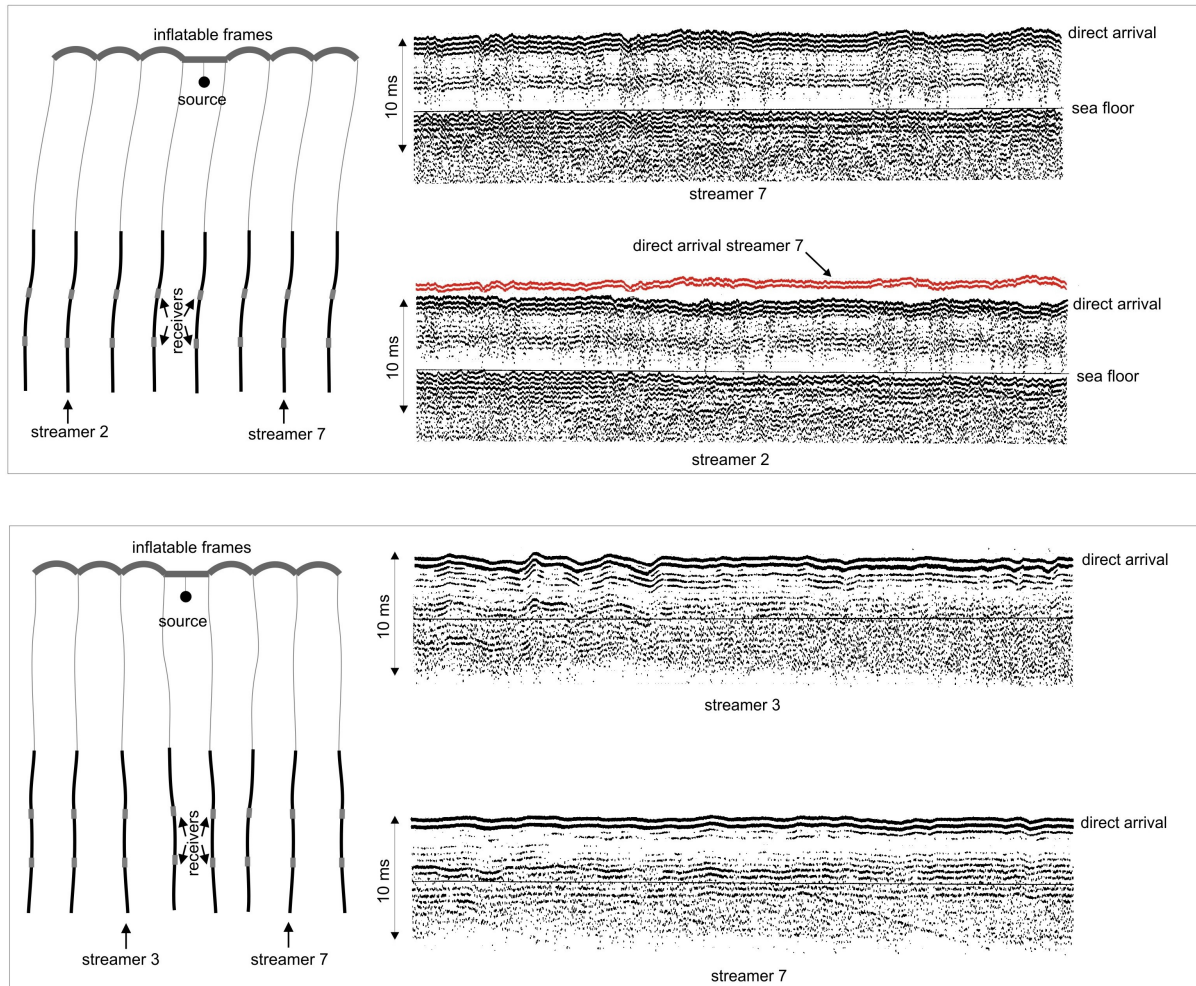 inflatable frames
source
receivers
streamer 2
streamer 7
direct arrival
10 ms
sea floor
streamer 7
direct arrival streamer 7
direct arrival
10 ms
sea floor
streamer 2
inflatable frames
source
receivers
streamer 3
streamer 7
direct arrival
10 ms
streamer 3
direct arrival
10 ms
streamer 7